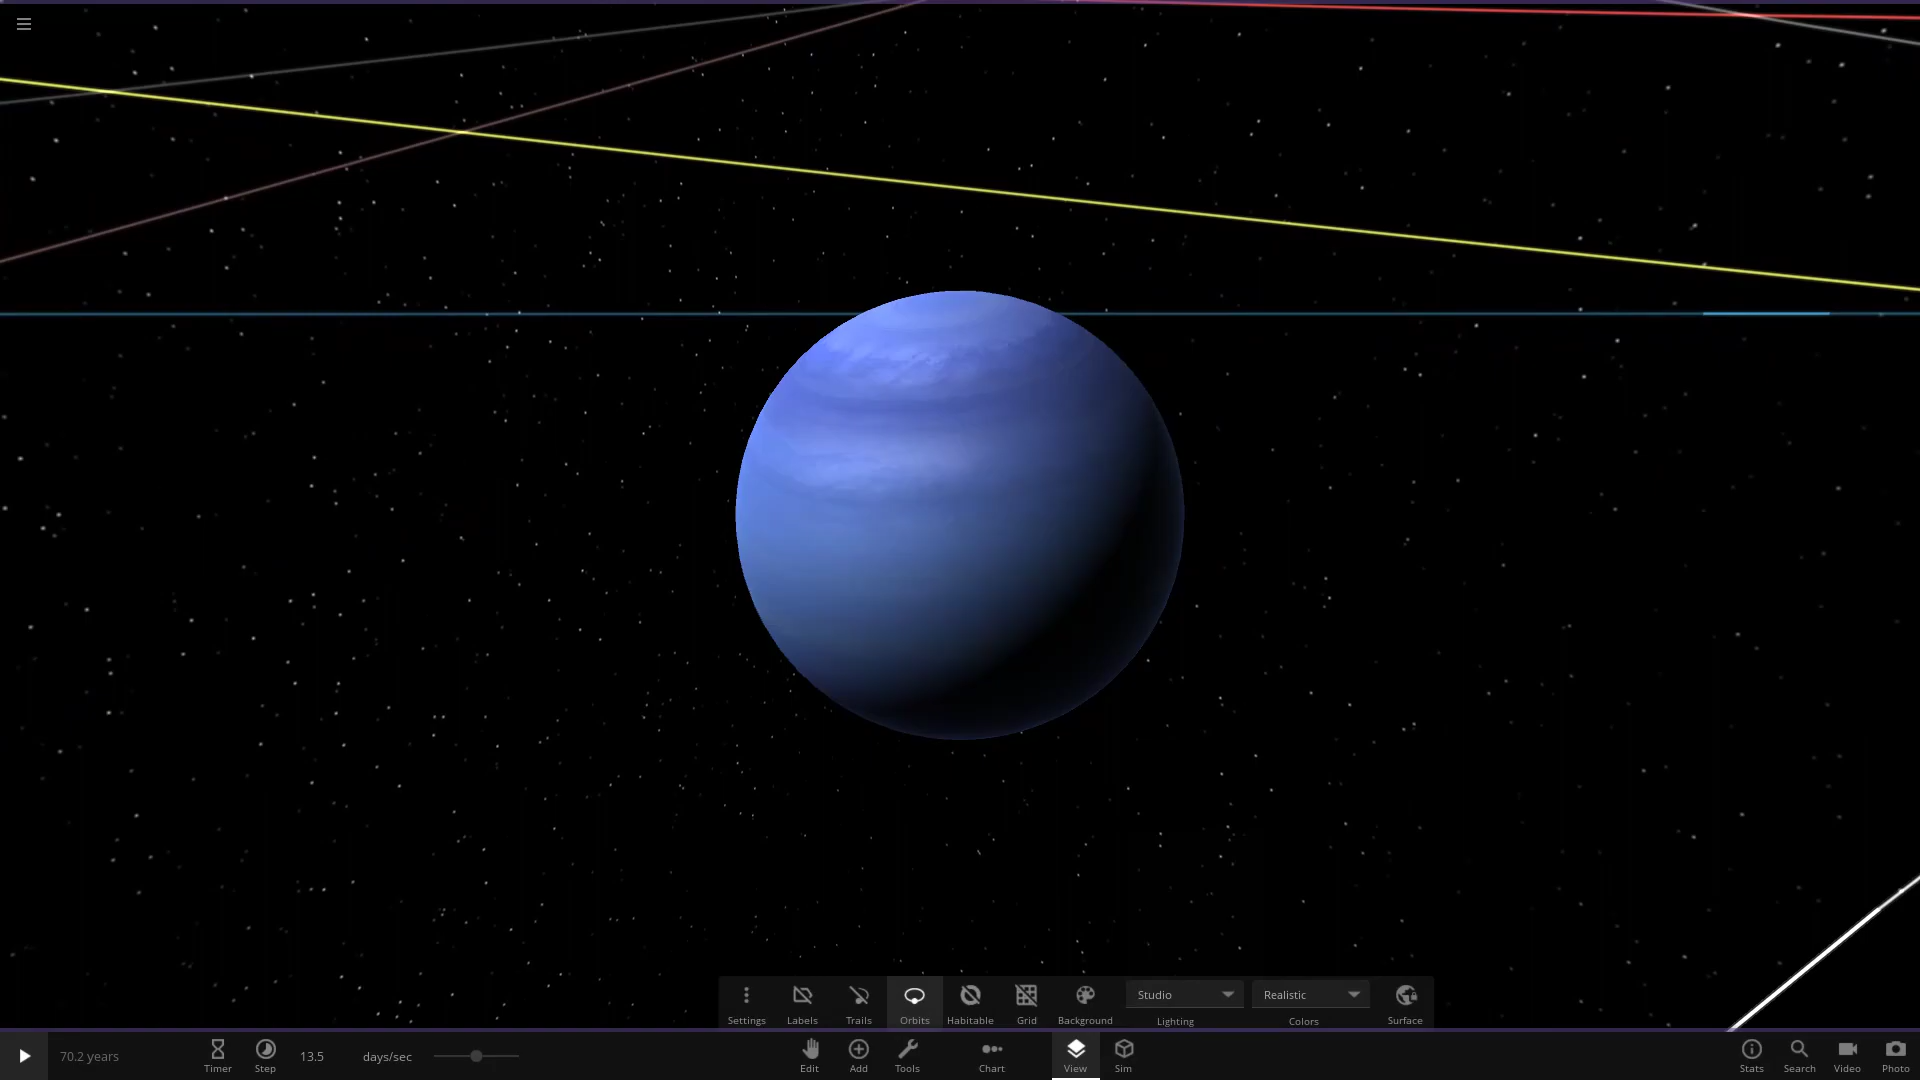 Settings Labels Trails Orbits Habitable Grid Background Studio Lighting Realistic Colors Surface
70.2 years Timer Step 13.5 days/sec Edit Add Tools Chart View Sim Stats Search Video Photo